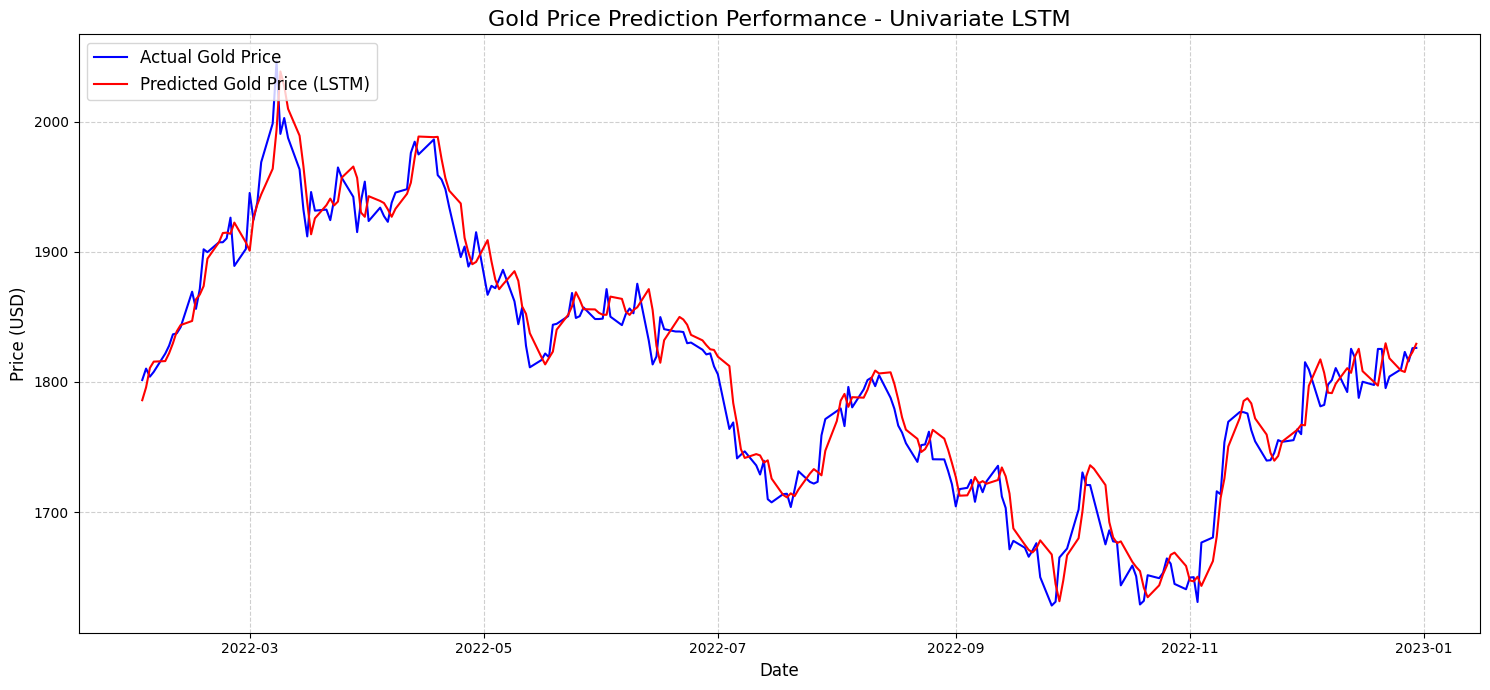 Gold Price Prediction Performance - Univariate LSTM
Actual Gold Price
Predicted Gold Price (LSTM)
Price (USD)
2000
1900
1800
1700
2022-03
2022-05
2022-07
2022-09
2022-11
2023-01
Date